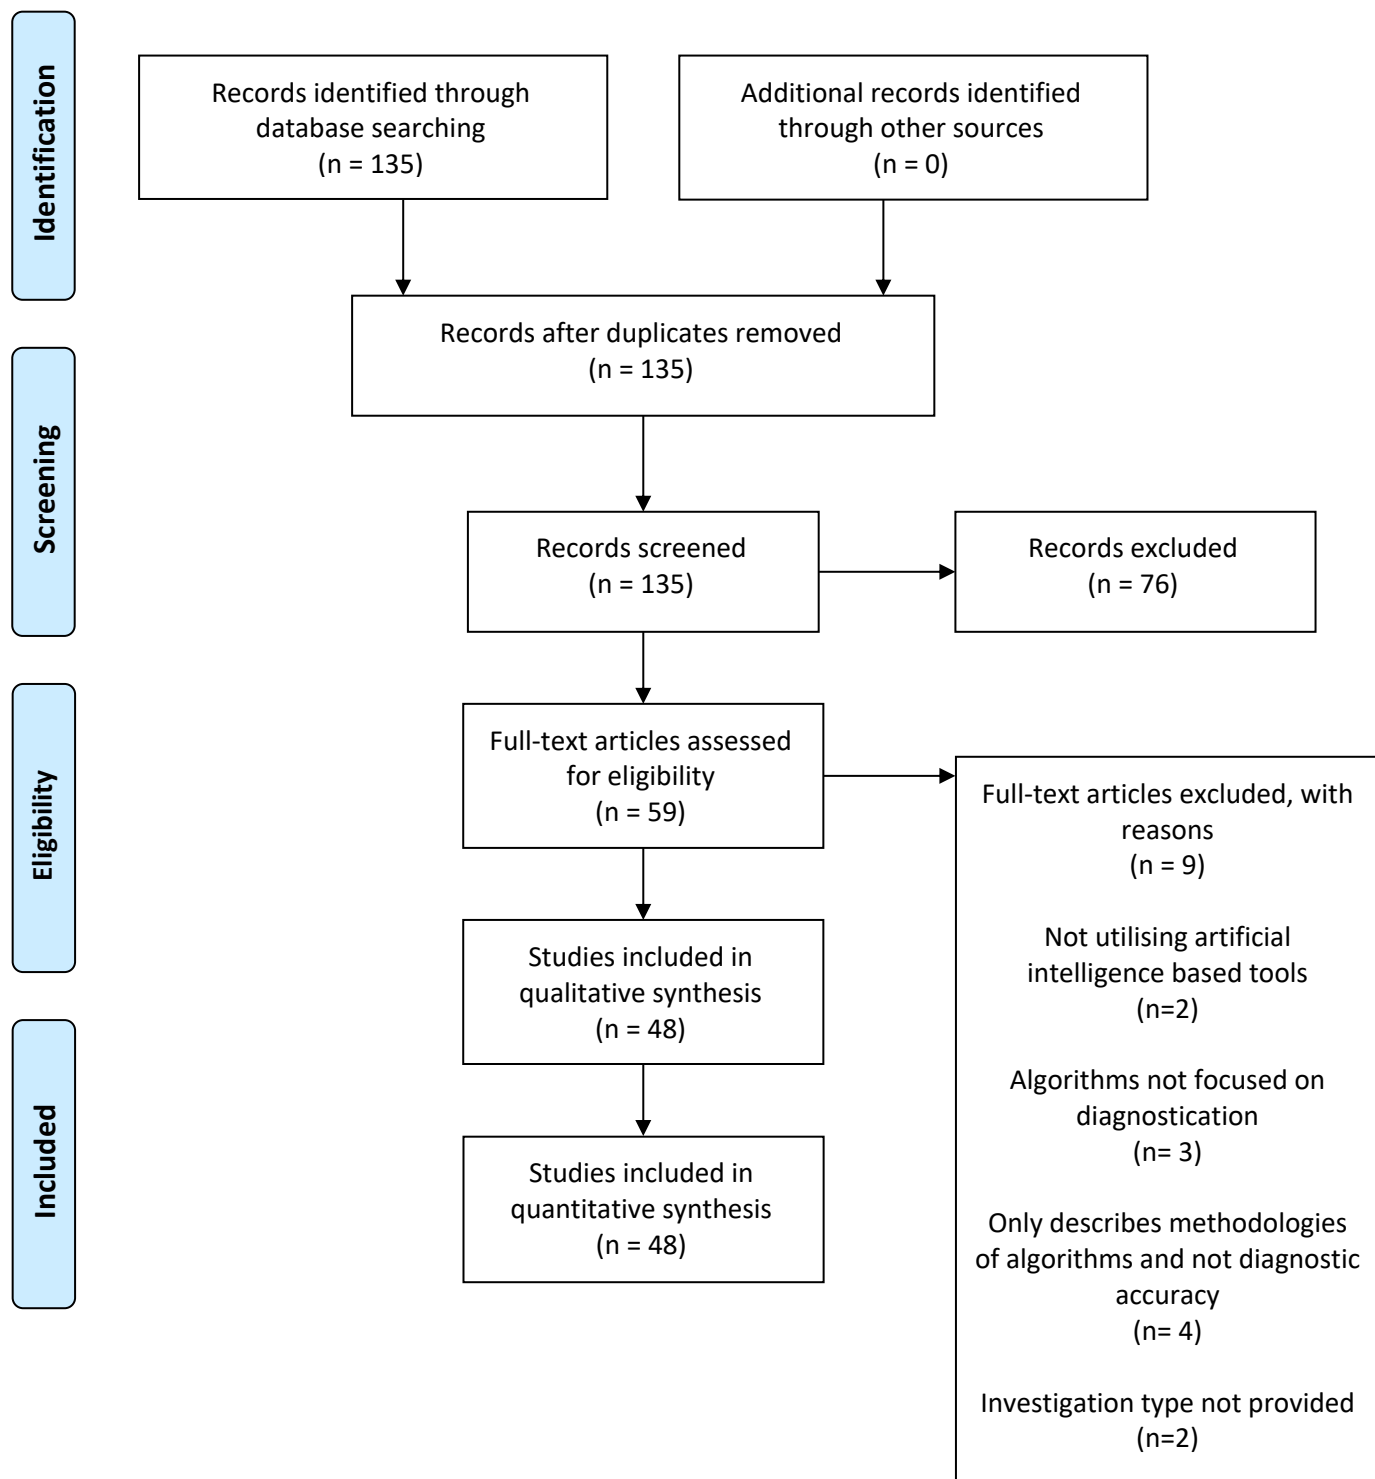 Identification
Records identified through
database searching
(n = 135)
Additional records identified
through other sources
(n = 0)
Records after duplicates removed
(n = 135)
Screening
Records screened
(n = 135)
Records excluded
(n = 76)
Eligibility
Full-text articles assessed
for eligibility
(n = 59)
Full-text articles excluded, with
reasons
(n = 9)
Not utilising artificial
intelligence based tools
(n=2)
Algorithms not focused on
diagnostication
(n= 3)
Only describes methodologies
of algorithms and not diagnostic
accuracy
(n= 4)
Investigation type not provided
(n=2)
Studies included in
qualitative synthesis
(n = 48)
Included
Studies included in
quantitative synthesis
(n = 48)